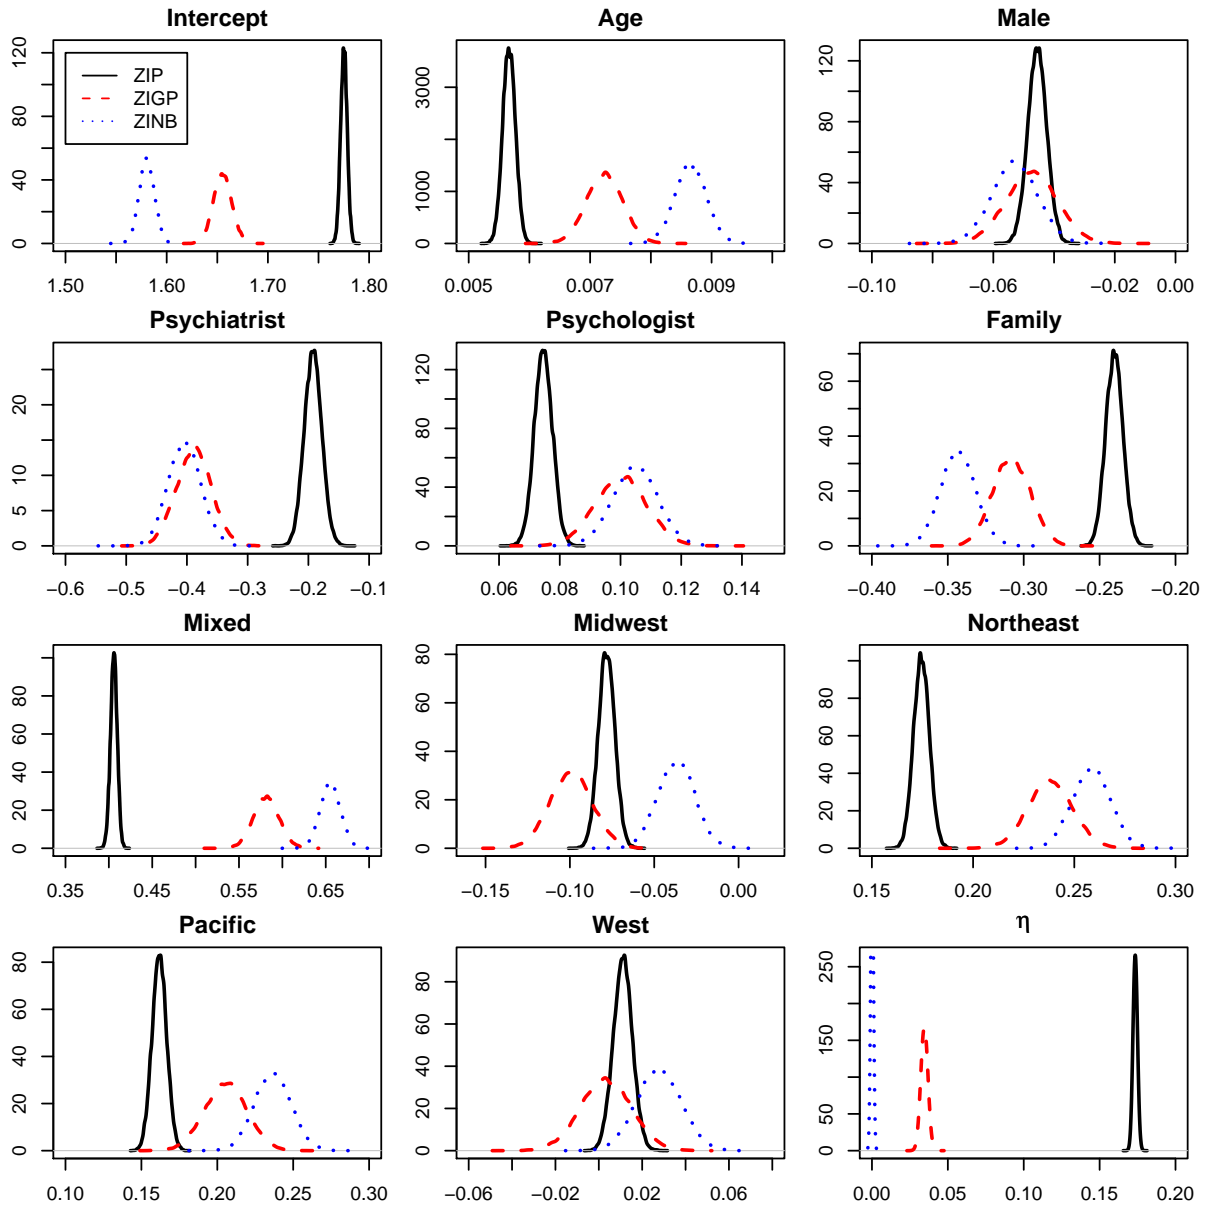 Intercept
ZIP
ZIGP
ZINB
0 40 80 120
1.50 1.60 1.70 1.80
Age
0 1000 3000
0.005 0.007 0.009
Male
0 40 80 120
−0.10 −0.06 −0.02 0.00
Psychiatrist
0 5 10 20
−0.6 −0.5 −0.4 −0.3 −0.2 −0.1
Psychologist
0 40 80 120
0.06 0.08 0.10 0.12 0.14
Family
0 20 40 60
−0.40 −0.35 −0.30 −0.25 −0.20
Mixed
0 20 40 60 80
0.35 0.45 0.55 0.65
Midwest
0 20 40 60 80
−0.15 −0.10 −0.05 0.00
Northeast
0 20 40 60 80
0.15 0.20 0.25 0.30
Pacific
0 20 40 60 80
0.10 0.15 0.20 0.25 0.30
West
0 20 40 60 80
−0.06 −0.02 0.02 0.06
η
0 50 150 250
0.00 0.05 0.10 0.15 0.20